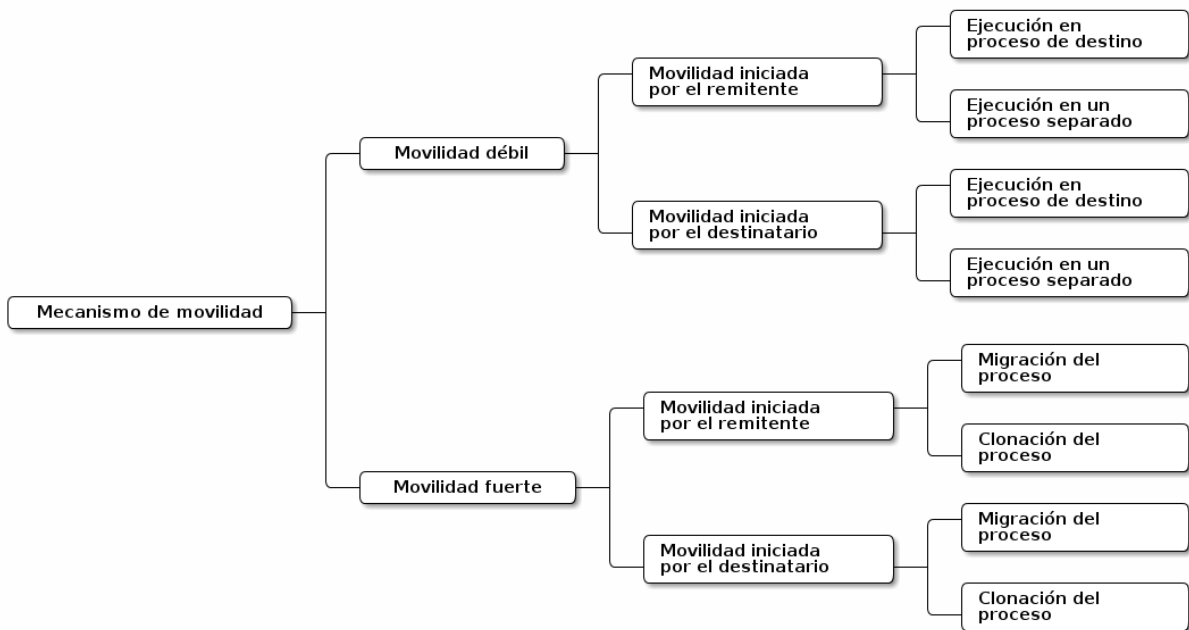 Mecanismo de movilidad
Movilidad débil
Movilidad iniciada
por el remitente
Ejecución en
proceso de destino
Ejecución en un
proceso separado
Movilidad iniciada
por el destinatario
Ejecución en
proceso de destino
Ejecución en un
proceso separado
Movilidad fuerte
Movilidad iniciada
por el remitente
Migración del
proceso
Clonación del
proceso
Movilidad iniciada
por el destinatario
Migración del
proceso
Clonación del
proceso